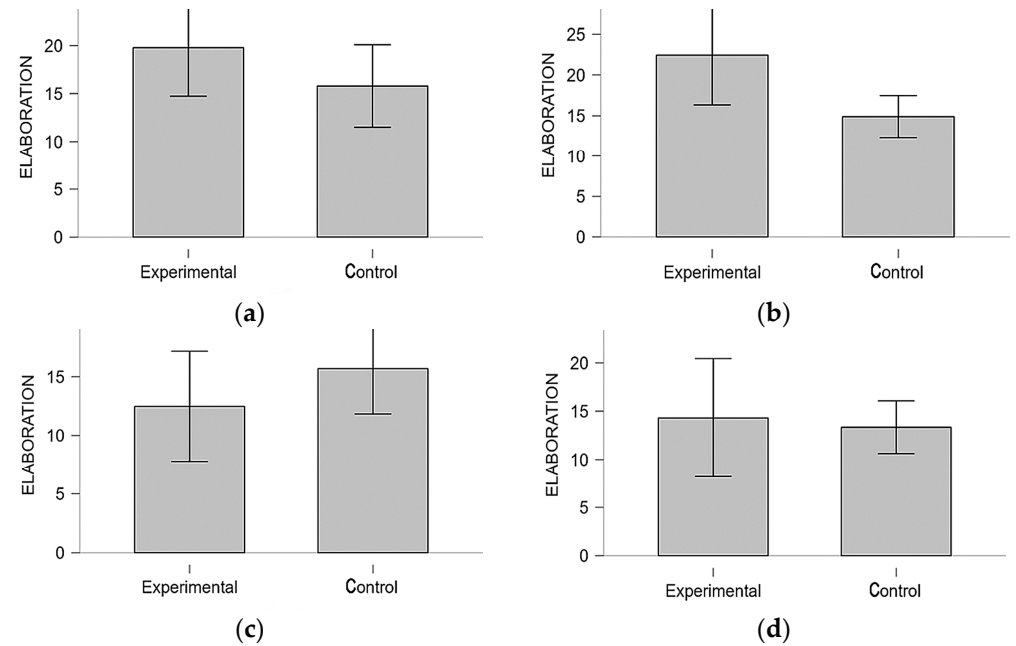 ELABORATION
20
15
10
5
0
Experimental Control
(a)
ELABORATION
25
20
15
10
5
0
Experimental Control
(b)
ELABORATION
15
10
5
0
Experimental Control
(c)
ELABORATION
20
15
10
5
0
Experimental Control
(d)